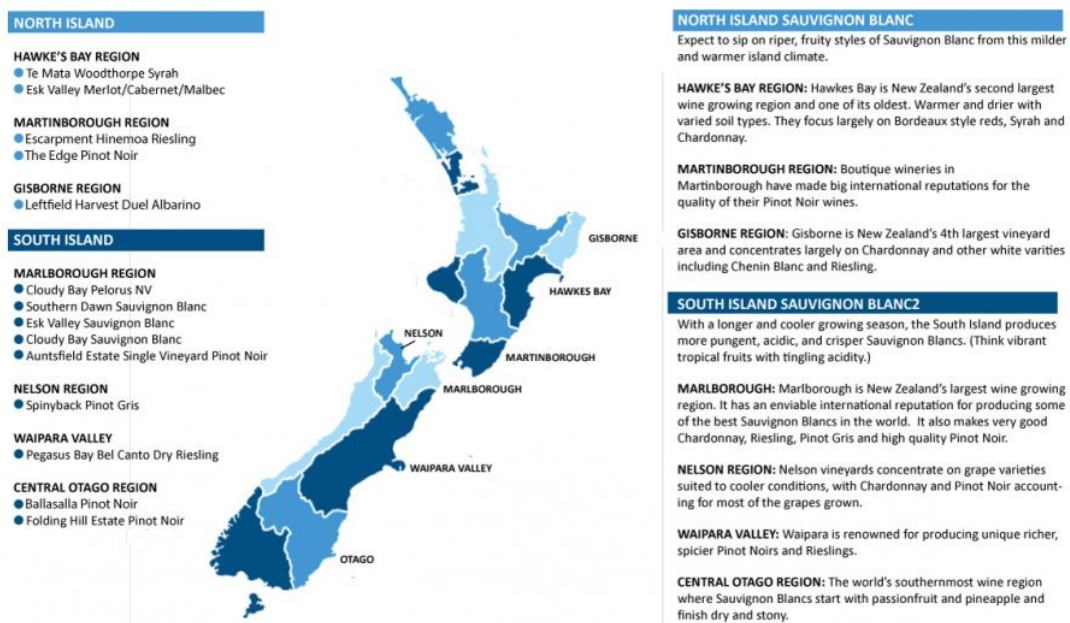 NORTH ISLAND
HAWKE'S BAY REGION
Te Mata Woodthorpe Syrah
Esk Valley Merlot/Cabernet/Malbec
MARTINBOROUGH REGION
Escarpment Hinemoa Riesling
The Edge Pinot Noir
GISBORNE REGION
Leftfield Harvest Duel Albarino
SOUTH ISLAND
MARLBOROUGH REGION
Cloudy Bay Pelorus NV
Southern Dawn Sauvignon Blanc
Esk Valley Sauvignon Blanc
Cloudy Bay Sauvignon Blanc
Auntsfield Estate Single Vineyard Pinot Noir
NELSON REGION
Spinyback Pinot Gris
WAIPARA VALLEY
Pegasus Bay Bel Canto Dry Riesling
CENTRAL OTAGO REGION
Ballasalla Pinot Noir
Folding Hill Estate Pinot Noir
GISBORNE
HAWKES BAY
NELSON
MARTINBOROUGH
MARLBOROUGH
WAIPARA VALLEY
OTAGO
NORTH ISLAND SAUVIGNON BLANC
Expect to sip on riper, fruity styles of Sauvignon Blanc from this milder
and warmer island climate.
HAWKE'S BAY REGION: Hawkes Bay is New Zealand's second largest
wine growing region and one of its oldest. Warmer and drier with
varied soil types. They focus largely on Bordeaux style reds, Syrah and
Chardonnay.
MARTINBOROUGH REGION: Boutique wineries in
Martinborough have made big international reputations for the
quality of their Pinot Noir wines.
GISBORNE REGION: Gisborne is New Zealand's 4th largest vineyard
area and concentrates largely on Chardonnay and other white varities
including Chenin Blanc and Riesling.
SOUTH ISLAND SAUVIGNON BLANC2
With a longer and cooler growing season, the South Island produces
more pungent, acidic, and crisper Sauvignon Blancs. (Think vibrant
tropical fruits with tingling acidity.)
MARLBOROUGH: Marlborough is New Zealand's largest wine growing
region. It has an enviable international reputation for producing some
of the best Sauvignon Blancs in the world. It also makes very good
Chardonnay, Riesling, Pinot Gris and high quality Pinot Noir.
NELSON REGION: Nelson vineyards concentrate on grape varieties
suited to cooler conditions, with Chardonnay and Pinot Noir account-
ing for most of the grapes grown.
WAIPARA VALLEY: Waipara is renowned for producing unique richer,
spicier Pinot Noirs and Rieslings.
CENTRAL OTAGO REGION: The world's southernmost wine region
where Sauvignon Blancs start with passionfruit and pineapple and
finish dry and stony.